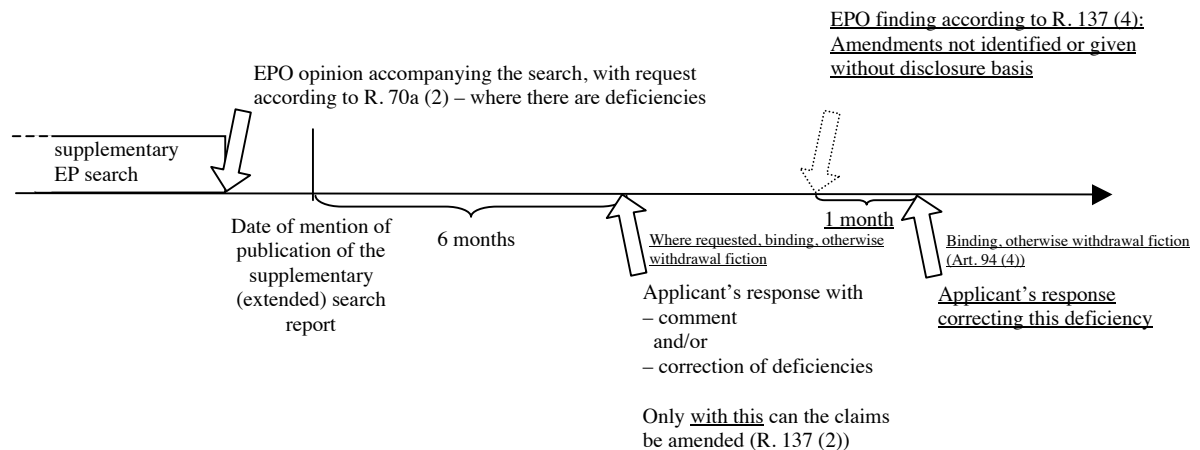 EPO finding according to R. 137 (4):
Amendments not identified or given
without disclosure basis
EPO opinion accompanying the search, with request
according to R. 70a (2) – where there are deficiencies
supplementary
EP search
Date of mention of
publication of the
supplementary
(extended) search
report
6 months
Where requested, binding, otherwise
withdrawal fiction
Applicant's response with
– comment
and/or
– correction of deficiencies
Only with this can the claims
be amended (R. 137 (2))
1 month
Binding, otherwise withdrawal fiction
(Art. 94 (4))
Applicant's response
correcting this deficiency